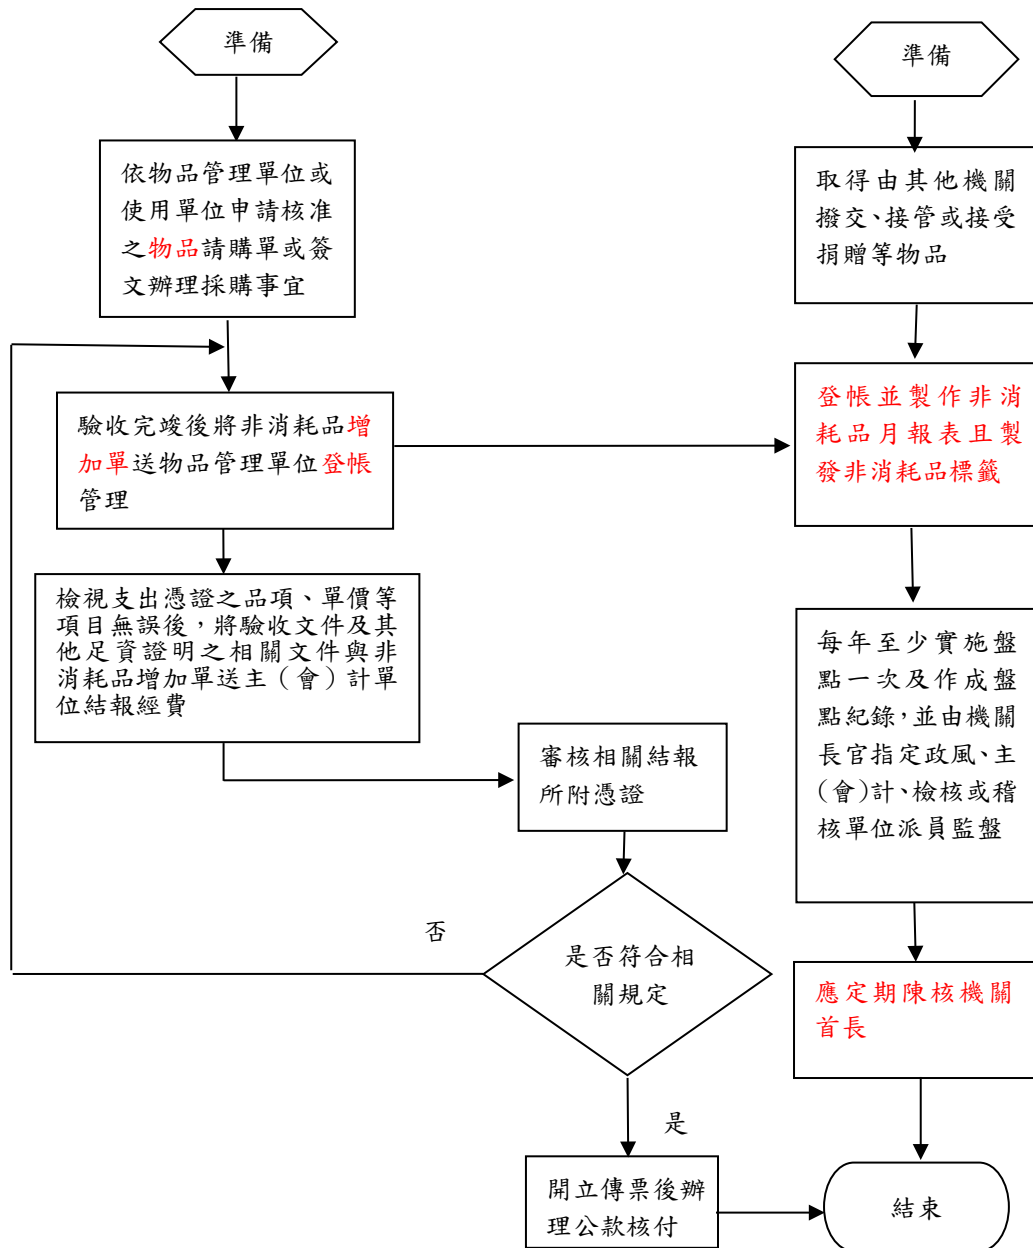 準備
依物品管理單位或
使用單位申請核准
之物品請購單或簽
文辦理採購事宜
驗收完竣後將非消耗品增
加單送物品管理單位登帳
管理
檢視支出憑證之品項、單價等
項目無誤後，將驗收文件及其
他足資證明之相關文件與非
消耗品增加單送主（會）計單
位結報經費
審核相關結報
所附憑證
否
是否符合相
關規定
是
開立傳票後辦
理公款核付
準備
取得由其他機關
撥交、接管或接受
捐贈等物品
登帳並製作非消
耗品月報表且製
發非消耗品標籤
每年至少實施盤
點一次及作成盤
點紀錄，並由機關
長官指定政風、主
（會）計、檢核或稽
核單位派員監盤
應定期陳核機關
首長
結束